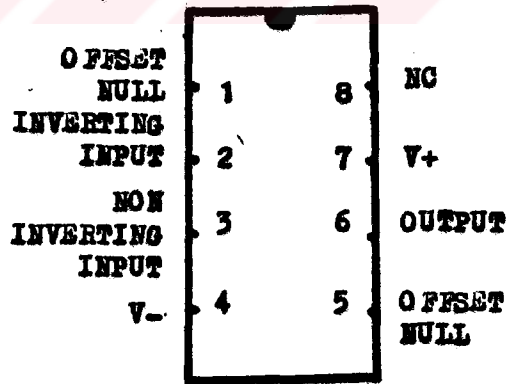 OFFSET
NULL
1
8
NC
INVERTING
INPUT
2
7
V+
NON
INVERTING
INPUT
3
6
OUTPUT
V-
4
5
OFFSET
NULL